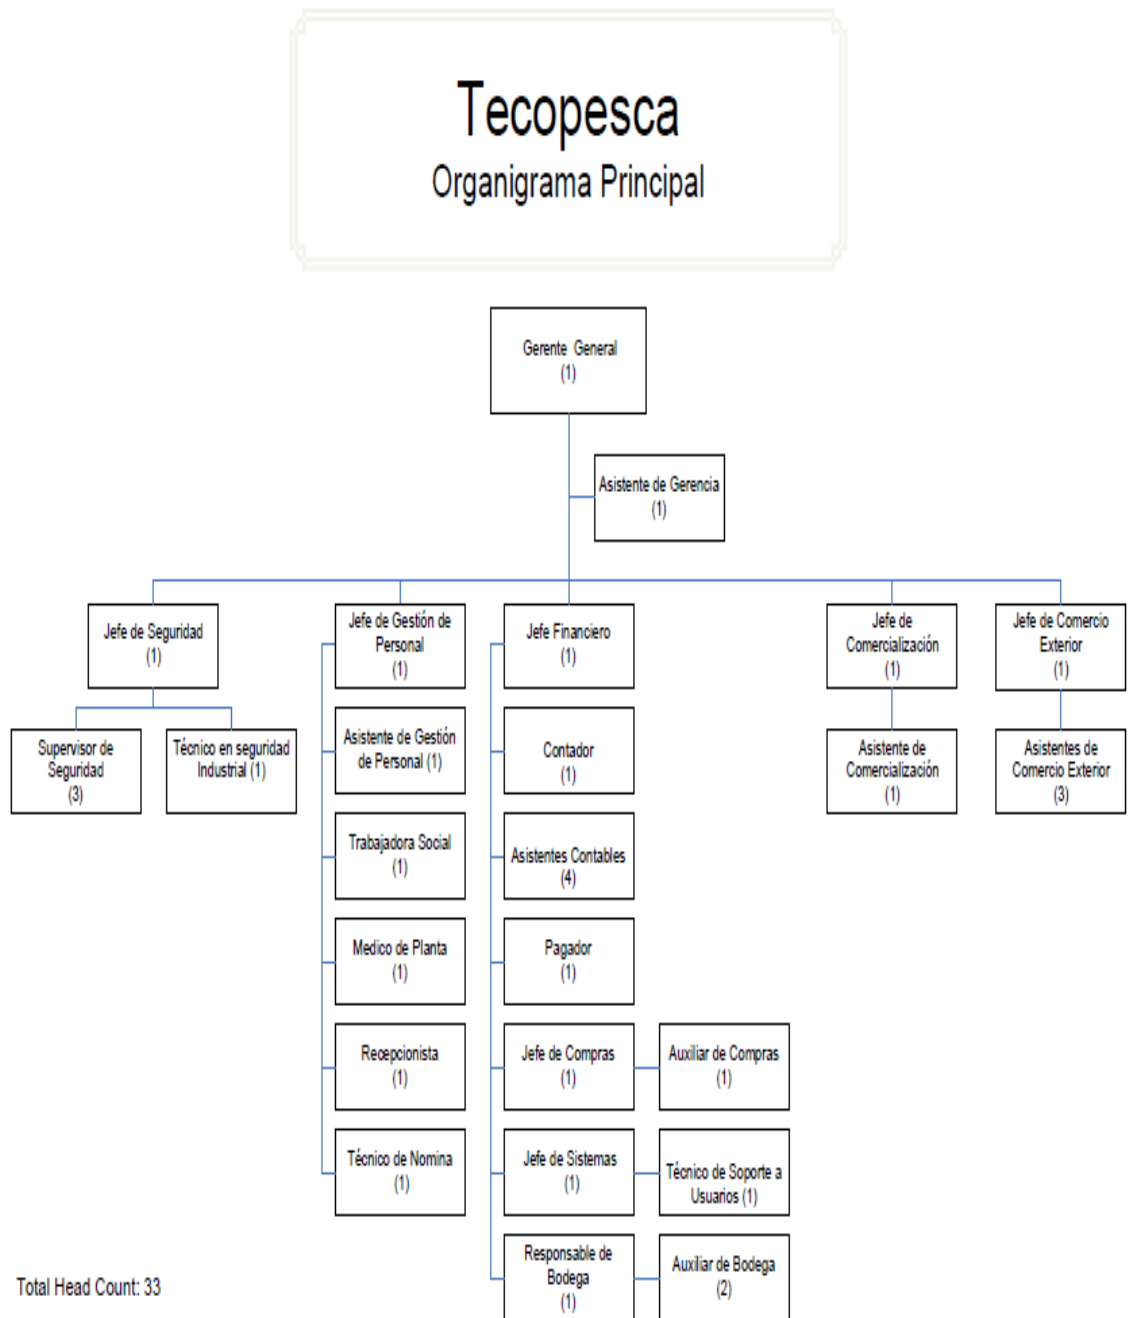 Tecopesca
Organigrama Principal
Gerente General
(1)
Asistente de Gerencia
(1)
Jefe de Seguridad
(1)
Jefe de Gestión de
Personal
(1)
Jefe Financiero
(1)
Jefe de
Comercialización
(1)
Jefe de Comercio
Exterior
(1)
Supervisor de
Seguridad
(3)
Técnico en seguridad
Industrial (1)
Asistente de Gestión
de Personal (1)
Contador
(1)
Asistente de
Comercialización
(1)
Asistentes de
Comercio Exterior
(3)
Trabajadora Social
(1)
Asistentes Contables
(4)
Medico de Planta
(1)
Pagador
(1)
Recepcionista
(1)
Jefe de Compras
(1)
Auxiliar de Compras
(1)
Técnico de Nomina
(1)
Jefe de Sistemas
(1)
Técnico de Soporte a
Usuarios (1)
Responsable de
Bodega
(1)
Auxiliar de Bodega
(2)
Total Head Count: 33